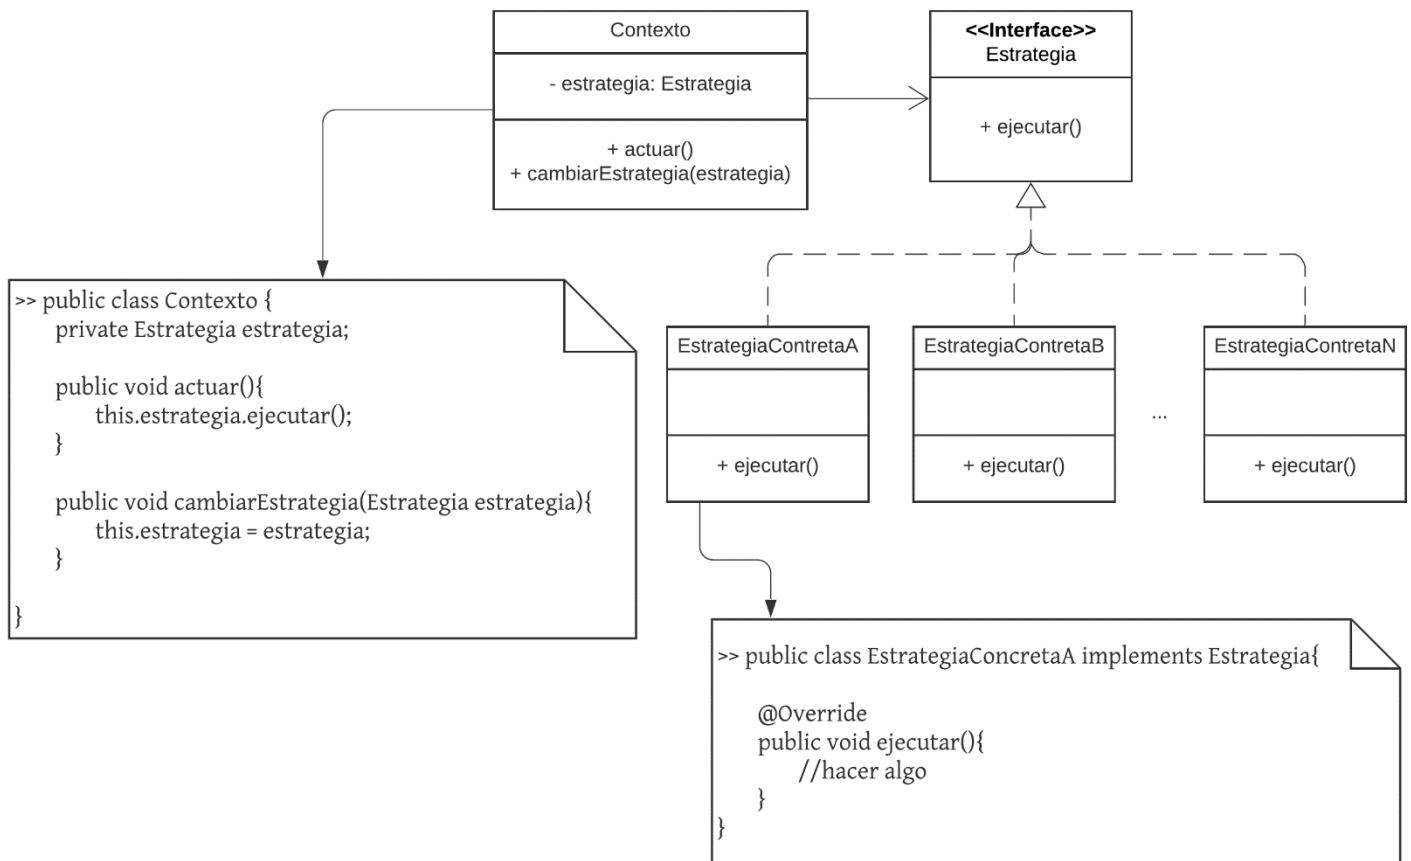 Contexto
- estrategia: Estrategia
+ actuar()
+ cambiarEstrategia(estrategia)
<<Interface>>
Estrategia
+ ejecutar()
>> public class Contexto {
private Estrategia estrategia;
public void actuar(){
this.estrategia.ejecutar();
}
public void cambiarEstrategia(Estrategia estrategia){
this.estrategia = estrategia;
}
}
EstrategiaContretaA
+ ejecutar()
EstrategiaContretaB
+ ejecutar()
...
EstrategiaContretaN
+ ejecutar()
>> public class EstrategiaConcretaA implements Estrategia{
@Override
public void ejecutar(){
//hacer algo
}
}